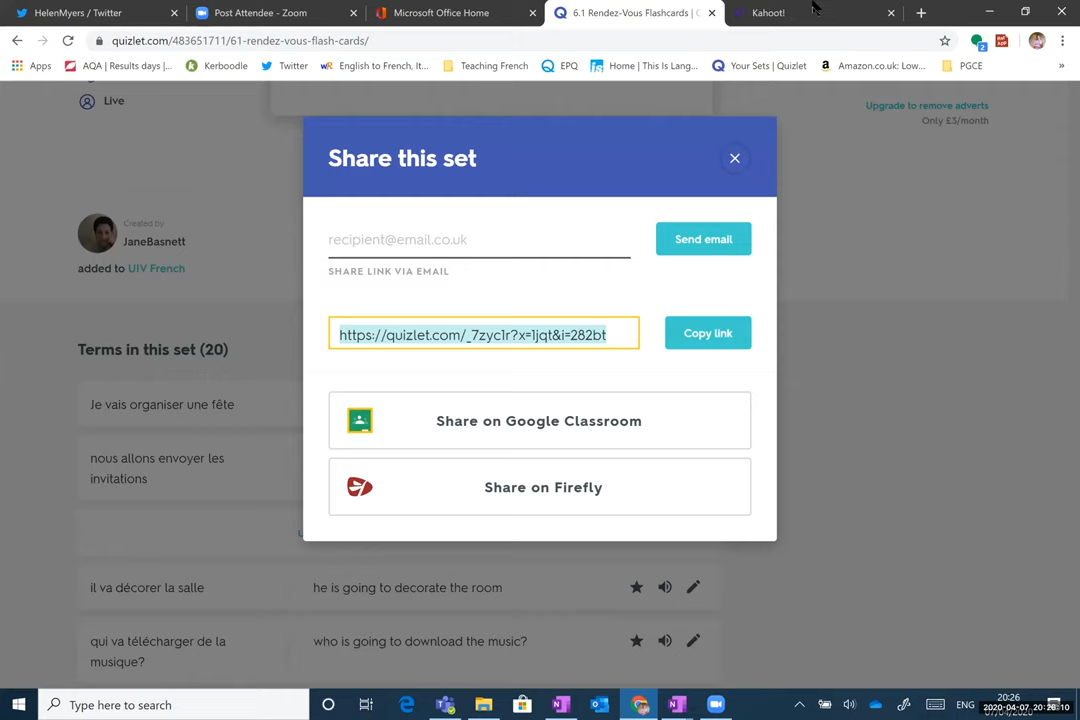 HelenMyers / Twitter
Post Attendee - Zoom
Microsoft Office Home
6.1 Rendez-Vous Flashcards |
Kahoot!
quizlet.com/483651711/61-rendez-vous-flash-cards/
2
Apps
AQA | Results days |...
Kerboodle
Twitter
English to French, It...
Teaching French
EPQ
Home | This Is Lang...
Your Sets | Quizlet
Amazon.co.uk: Low...
PGCE
»
Live
Upgrade to remove adverts
Only £3/month
Share this set
Created by
JaneBasnett
added to UIV French
recipient@email.co.uk
Send email
SHARE LINK VIA EMAIL
https://quizlet.com/_7zyc1r?x=1jqt&i=282bt
Copy link
Terms in this set (20)
Je vais organiser une fête
Share on Google Classroom
nous allons envoyer les
invitations
Share on Firefly
il va décorer la salle
he is going to decorate the room
qui va télécharger de la
musique?
who is going to download the music?
Type here to search
ENG
20:26
2020-04-07 20:26:10